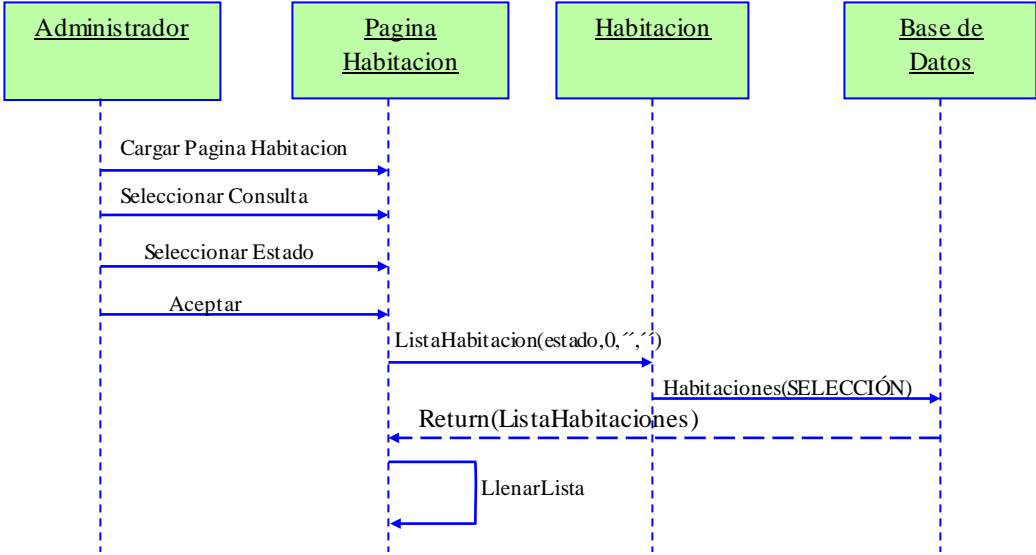 Administrador
Pagina
Habitacion
Habitacion
Base de
Datos
Cargar Pagina Habitacion
Seleccionar Consulta
Seleccionar Estado
Aceptar
ListaHabitacion(estado,0,´´,´´)
Habitaciones(SELECCIÓN)
Return(ListaHabitaciones)
LlenarLista